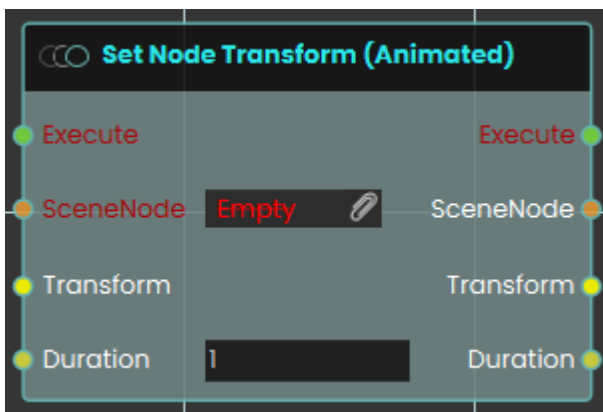 Set Node Transform (Animated)
Execute Execute
SceneNode Empty SceneNode
Transform Transform
Duration 1 Duration